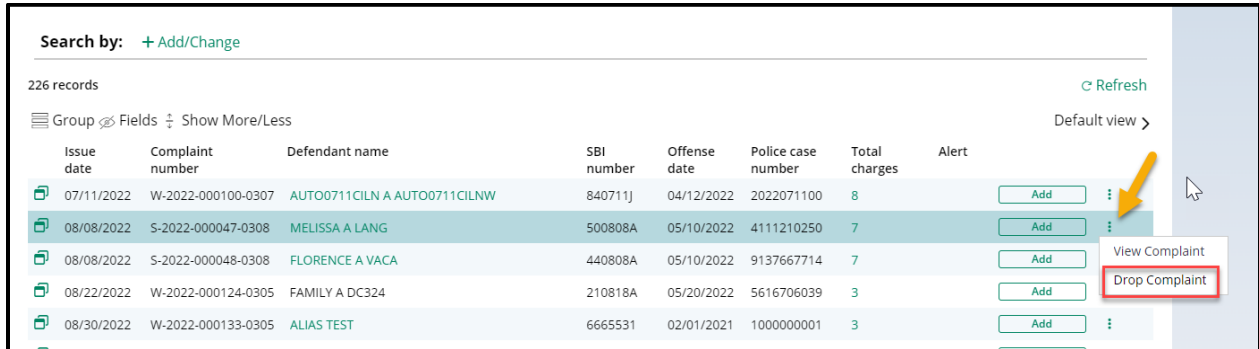 Search by: + Add/Change
226 records
Refresh
Group Fields Show More/Less
Default view
Issue date Complaint number Defendant name SBI number Offense date Police case number Total charges Alert
07/11/2022 W-2022-000100-0307 AUTO0711CILN A AUTO0711CILNW 840711J 04/12/2022 2022071100 8 Add
08/08/2022 S-2022-000047-0308 MELISSA A LANG 500808A 05/10/2022 4111210250 7 Add
View Complaint
08/08/2022 S-2022-000048-0308 FLORENCE A VACA 440808A 05/10/2022 9137667714 7 Add
Drop Complaint
08/22/2022 W-2022-000124-0305 FAMILY A DC324 210818A 05/20/2022 5616706039 3 Add
08/30/2022 W-2022-000133-0305 ALIAS TEST 6665531 02/01/2021 1000000001 3 Add